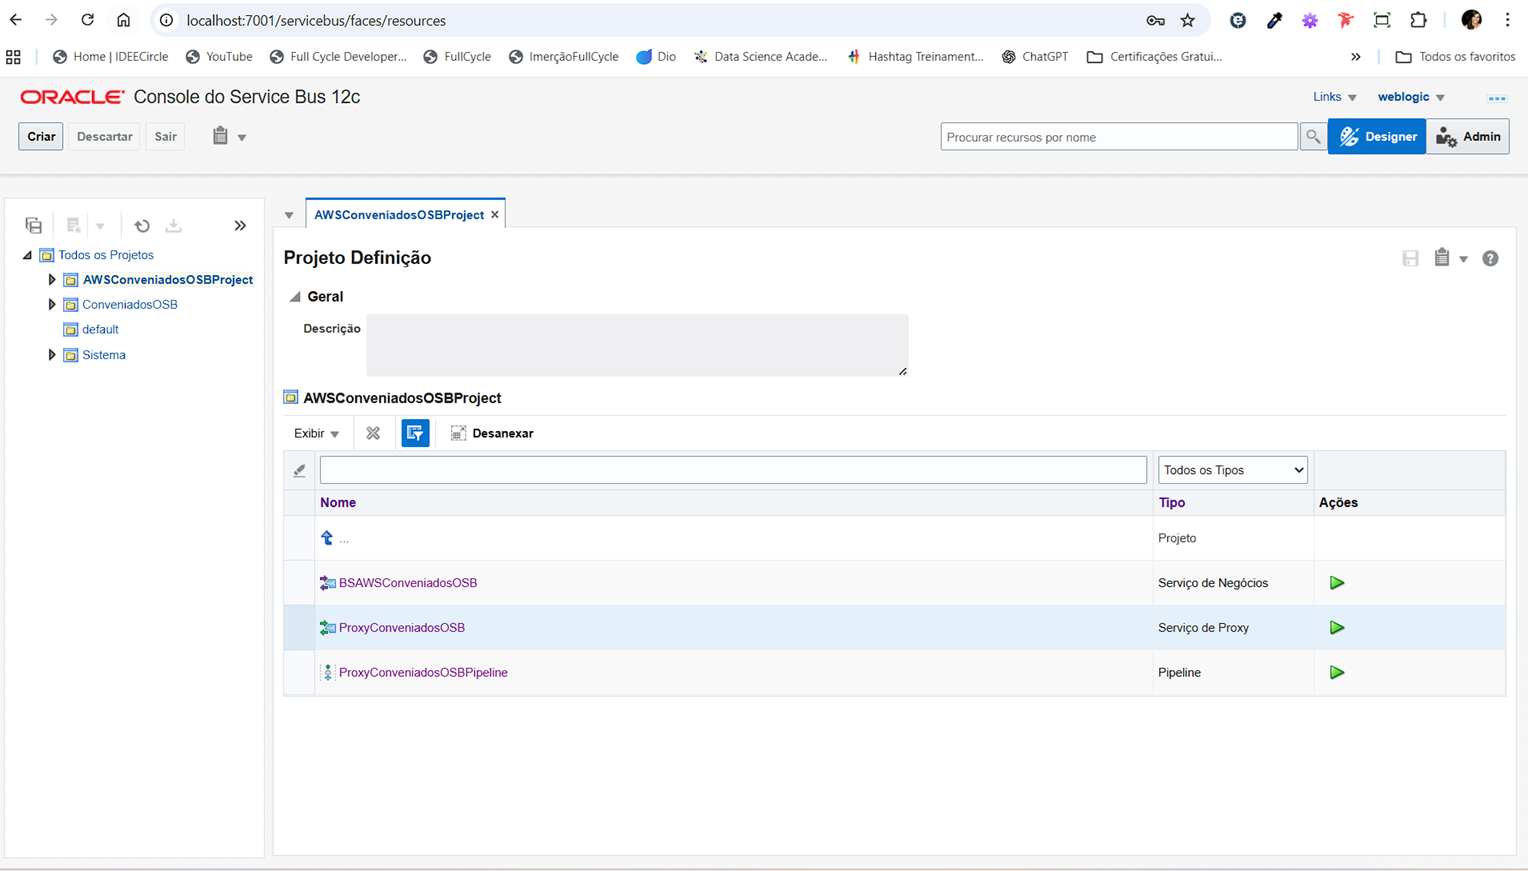 localhost:7001/servicebus/faces/resources
Home | IDEECircle YouTube Full Cycle Developer... FullCycle ImerçãoFullCycle Dio Data Science Acade... Hashtag Treinament... ChatGPT Certificações Gratui... » Todos os favoritos
ORACLE Console do Service Bus 12c Links weblogic
Criar Descartar Sair Procurar recursos por nome Designer Admin
AWSConveniadosOSBProject
Todos os Projetos
AWSConveniadosOSBProject
ConveniadosOSB
default
Sistema
Projeto Definição
Geral
Descrição
AWSConveniadosOSBProject
Exibir Desanexar
Todos os Tipos
Nome Tipo Ações
... Projeto
BSAWSConveniadosOSB Serviço de Negócios
ProxyConveniadosOSB Serviço de Proxy
ProxyConveniadosOSBPipeline Pipeline